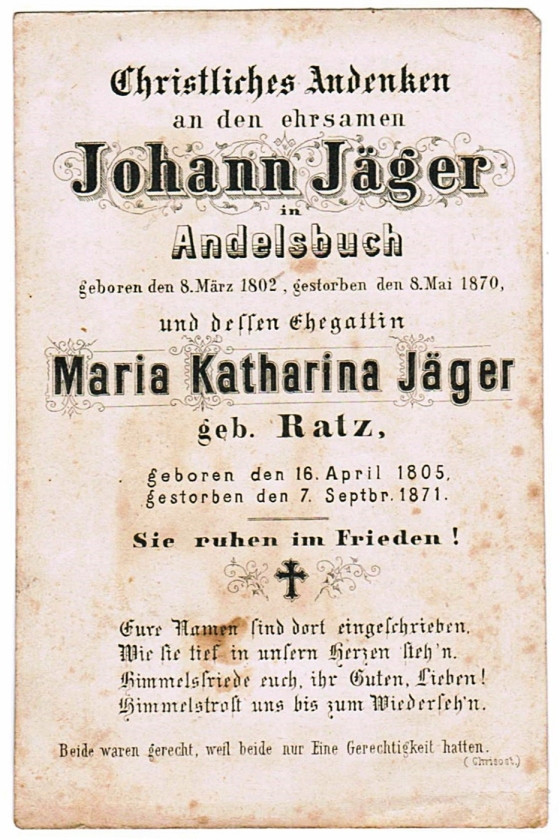 Christliches Andenken
an den ehrsamen
Johann Jäger
in
Andelsbuch
geboren den 8. März 1802, gestorben den 8. Mai 1870,
und dessen Ehegattin
Maria Katharina Jäger
geb. Ratz,
geboren den 16. April 1805,
gestorben den 7. Septbr. 1871.
Sie ruhen im Frieden!
Eure Namen sind dort eingeschrieben,
Wie sie tief in unsern Herzen steh'n.
Himmelsfriede euch, ihr Guten, Lieben!
Himmelstrost uns bis zum Wiederseh'n.
Beide waren gerecht, weil beide nur Eine Gerechtigkeit hatten.
(Chrisost.)